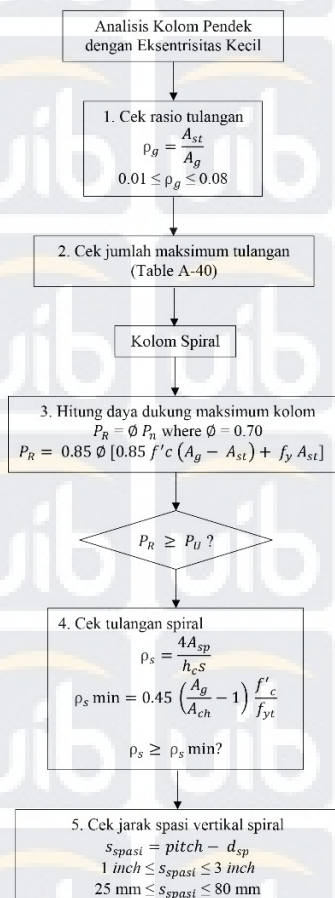 Analisis Kolom Pendek
dengan Eksentrisitas Kecil
1. Cek rasio tulangan
ρg = Ast / Ag
0.01 ≤ ρg ≤ 0.08
2. Cek jumlah maksimum tulangan
(Table A-40)
Kolom Spiral
3. Hitung daya dukung maksimum kolom
PR = Ø Pn where Ø = 0.70
PR = 0.85 Ø [0.85 f'c (Ag − Ast) + fy Ast]
PR ≥ PU ?
4. Cek tulangan spiral
ρs = 4Asp / hcs
ρs min = 0.45 (Ag / Ach − 1) f'c / fyt
ρs ≥ ρs min?
5. Cek jarak spasi vertikal spiral
sspasi = pitch − dsp
1 inch ≤ sspasi ≤ 3 inch
25 mm ≤ sspasi ≤ 80 mm